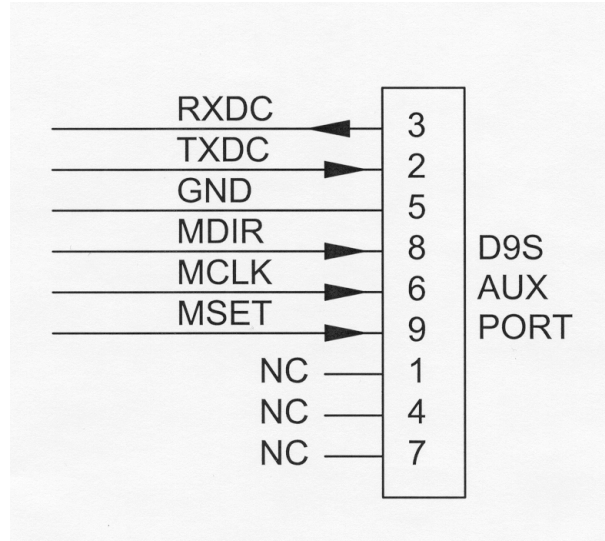 RXDC 3
TXDC 2
GND 5
MDIR 8 D9S
MCLK 6 AUX
MSET 9 PORT
NC 1
NC 4
NC 7